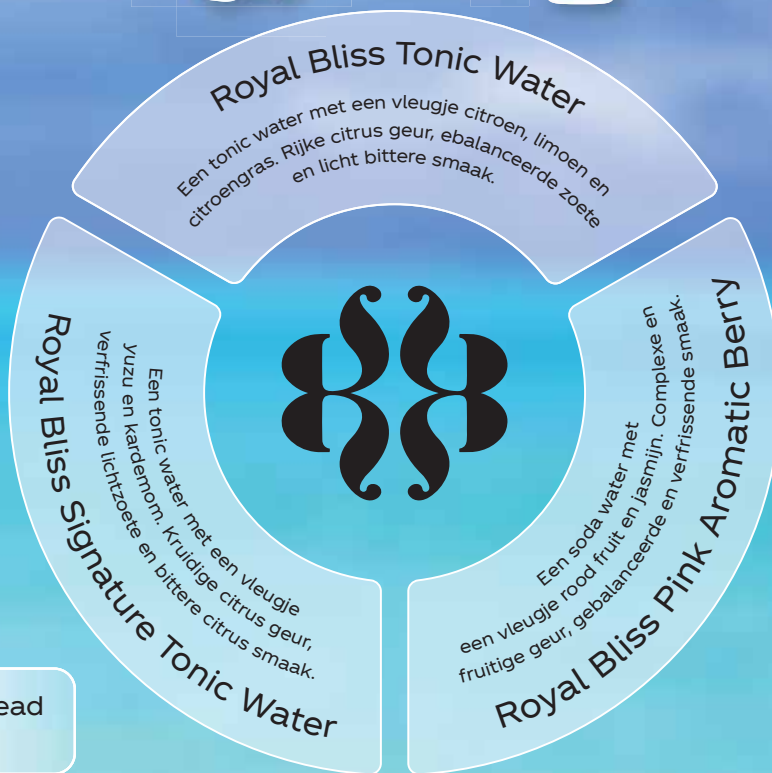 Royal Bliss Tonic Water
Een tonic water met een vleugje citroen, limoen en
citroengras. Rijke citrus geur, ebalanceerde zoete
en licht bittere smaak.
Royal Bliss Signature Tonic Water
Een tonic water met een vleugje
yuzu en kardemom. Kruidige citrus geur,
verfrissende lichtzoete en bittere citrus smaak.
Een soda water met
een vleugje rood fruit en jasmijn. Complexe en
fruitige geur, gebalanceerde en verfrissende smaak.
Royal Bliss Pink Aromatic Berry
ead